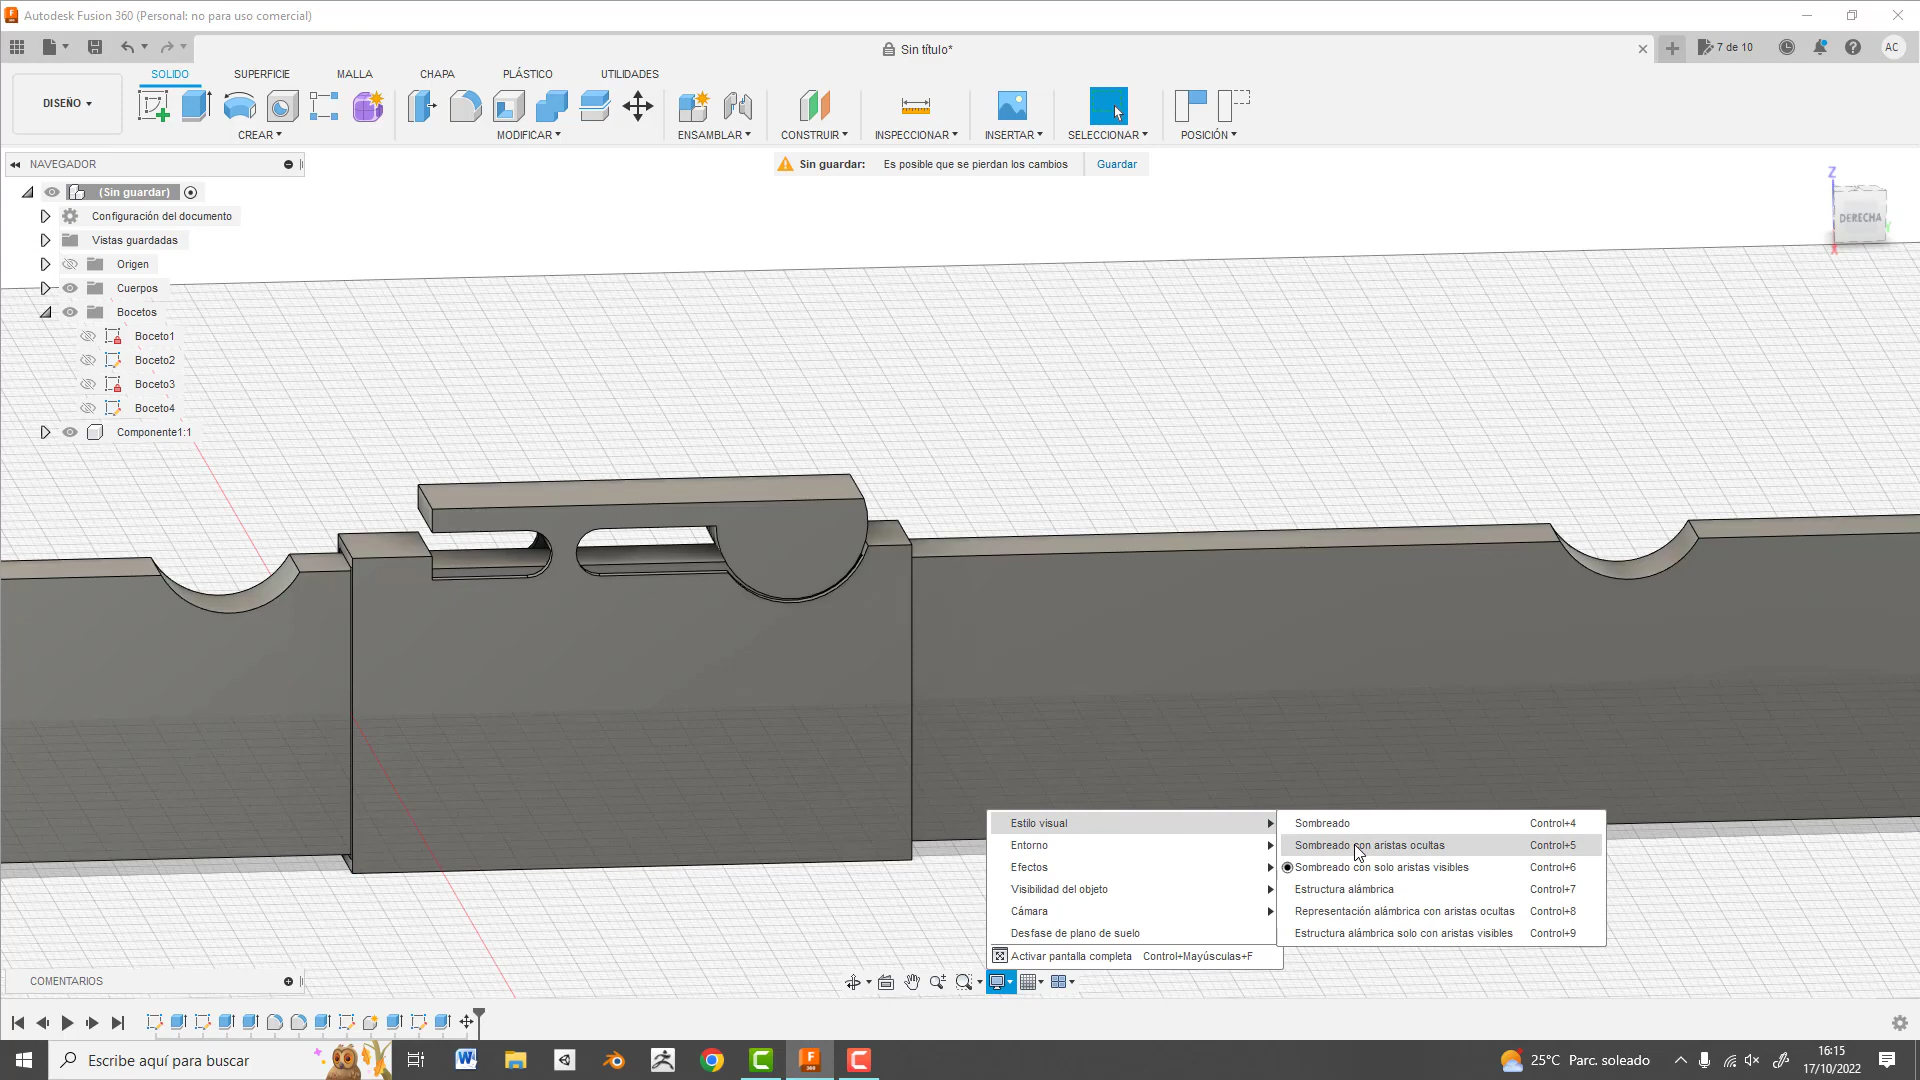 Autodesk Fusion 360 (Personal: no para uso comercial)
Sin título*
7 de 10
AC
DISEÑO
SOLIDO
SUPERFICIE
MALLA
CHAPA
PLÁSTICO
UTILIDADES
CREAR
MODIFICAR
ENSAMBLAR
CONSTRUIR
INSPECCIONAR
INSERTAR
SELECCIONAR
POSICIÓN
NAVEGADOR
Sin guardar: Es posible que se pierdan los cambios Guardar
(Sin guardar)
Configuración del documento
Vistas guardadas
Origen
Cuerpos
Bocetos
Boceto1
Boceto2
Boceto3
Boceto4
Componente1:1
Z
DERECHA
X
Estilo visual
Entorno
Efectos
Visibilidad del objeto
Cámara
Desfase de plano de suelo
Activar pantalla completa Control+Mayúsculas+F
Sombreado Control+4
Sombreado con aristas ocultas Control+5
Sombreado con solo aristas visibles Control+6
Estructura alámbrica Control+7
Representación alámbrica con aristas ocultas Control+8
Estructura alámbrica solo con aristas visibles Control+9
COMENTARIOS
Escribe aquí para buscar
25°C Parc. soleado
16:15
17/10/2022